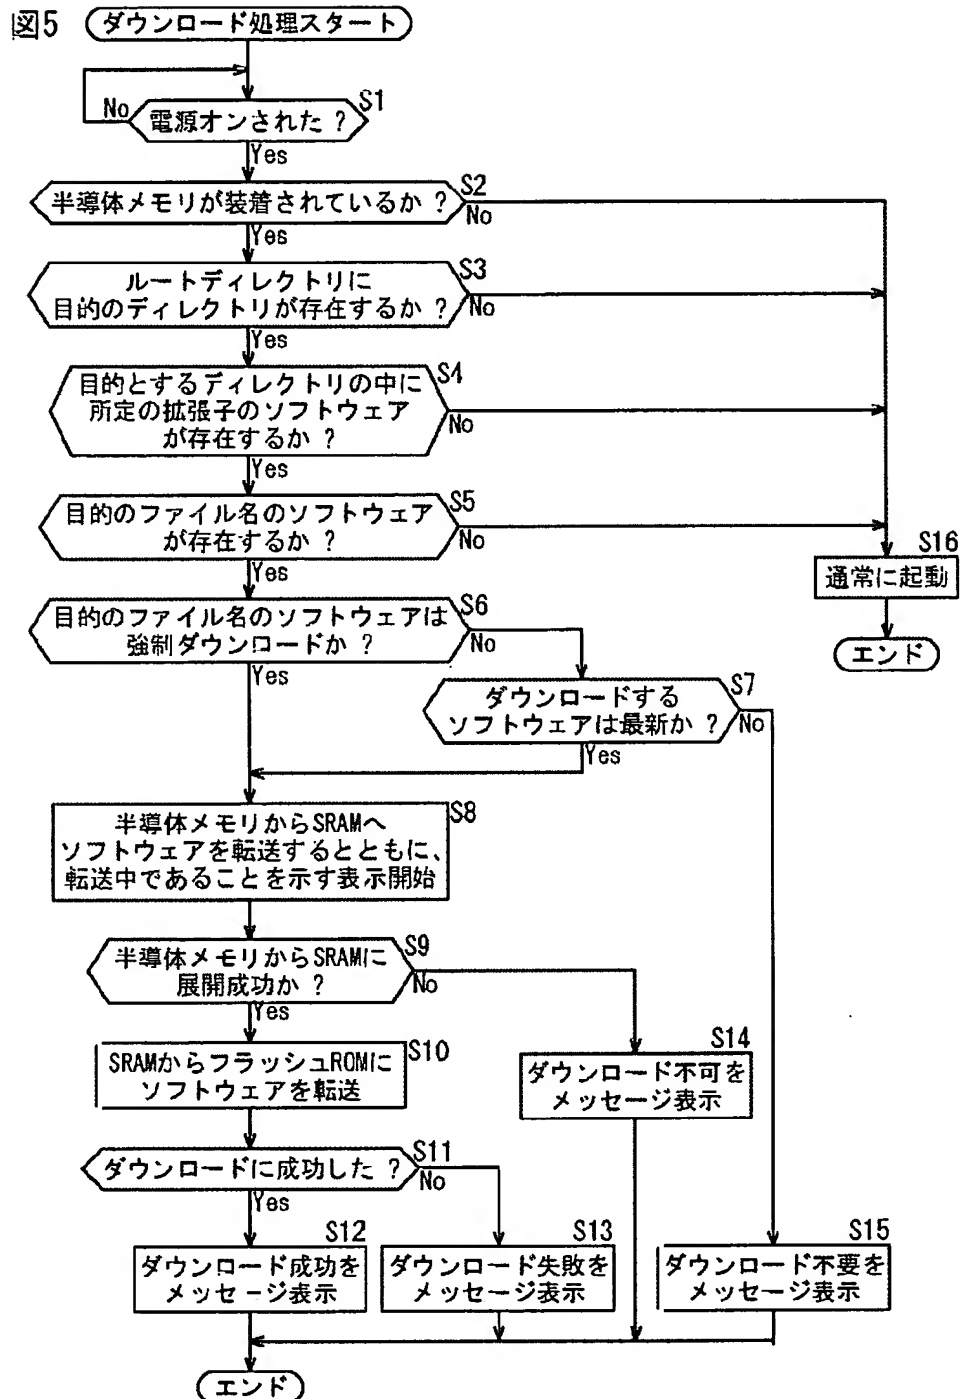 図5
ダウンロード処理スタート
S1
No
電源オンされた ?
Yes
S2
半導体メモリが装着されているか ?
No
Yes
S3
ルートディレクトリに
目的のディレクトリが存在するか ?
No
Yes
S4
目的とするディレクトリの中に
所定の拡張子のソフトウェア
が存在するか ?
No
Yes
S5
目的のファイル名のソフトウェア
が存在するか ?
No
Yes
S16
通常に起動
エンド
S6
目的のファイル名のソフトウェアは
強制ダウンロードか ?
No
Yes
S7
ダウンロードする
ソフトウェアは最新か ?
No
Yes
S8
半導体メモリからSRAMへ
ソフトウェアを転送するとともに、
転送中であることを示す表示開始
S9
半導体メモリからSRAMに
展開成功か ?
No
Yes
S10
SRAMからフラッシュROMに
ソフトウェアを転送
S14
ダウンロード不可を
メッセージ表示
S11
ダウンロードに成功した ?
No
Yes
S12
ダウンロード成功を
メッセージ表示
S13
ダウンロード失敗を
メッセージ表示
S15
ダウンロード不要を
メッセージ表示
エンド